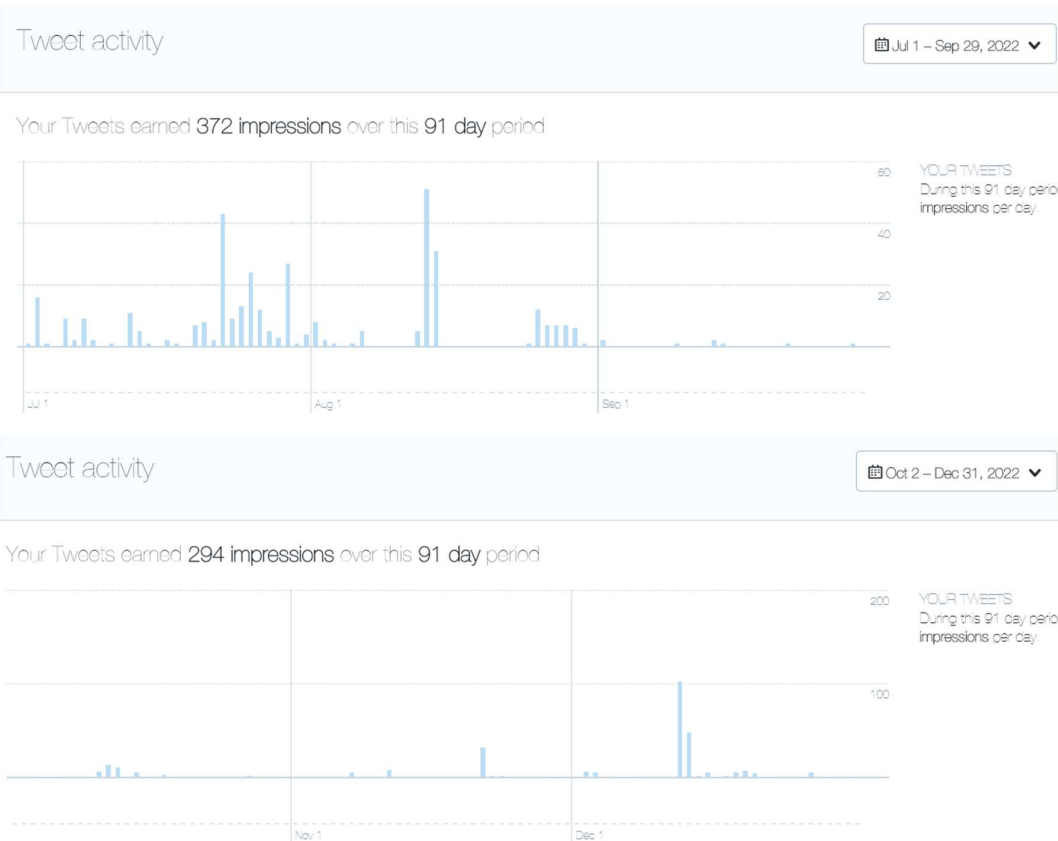 Tweet activity
Jul 1 – Sep 29, 2022
Your Tweets earned 372 impressions over this 91 day period
60
40
20
YOUR TWEETS
During this 91 day perio
impressions per day.
Jul 1
Aug 1
Sep 1
Tweet activity
Oct 2 – Dec 31, 2022
Your Tweets earned 294 impressions over this 91 day period
200
100
YOUR TWEETS
During this 91 day perio
impressions per day.
Nov 1
Dec 1